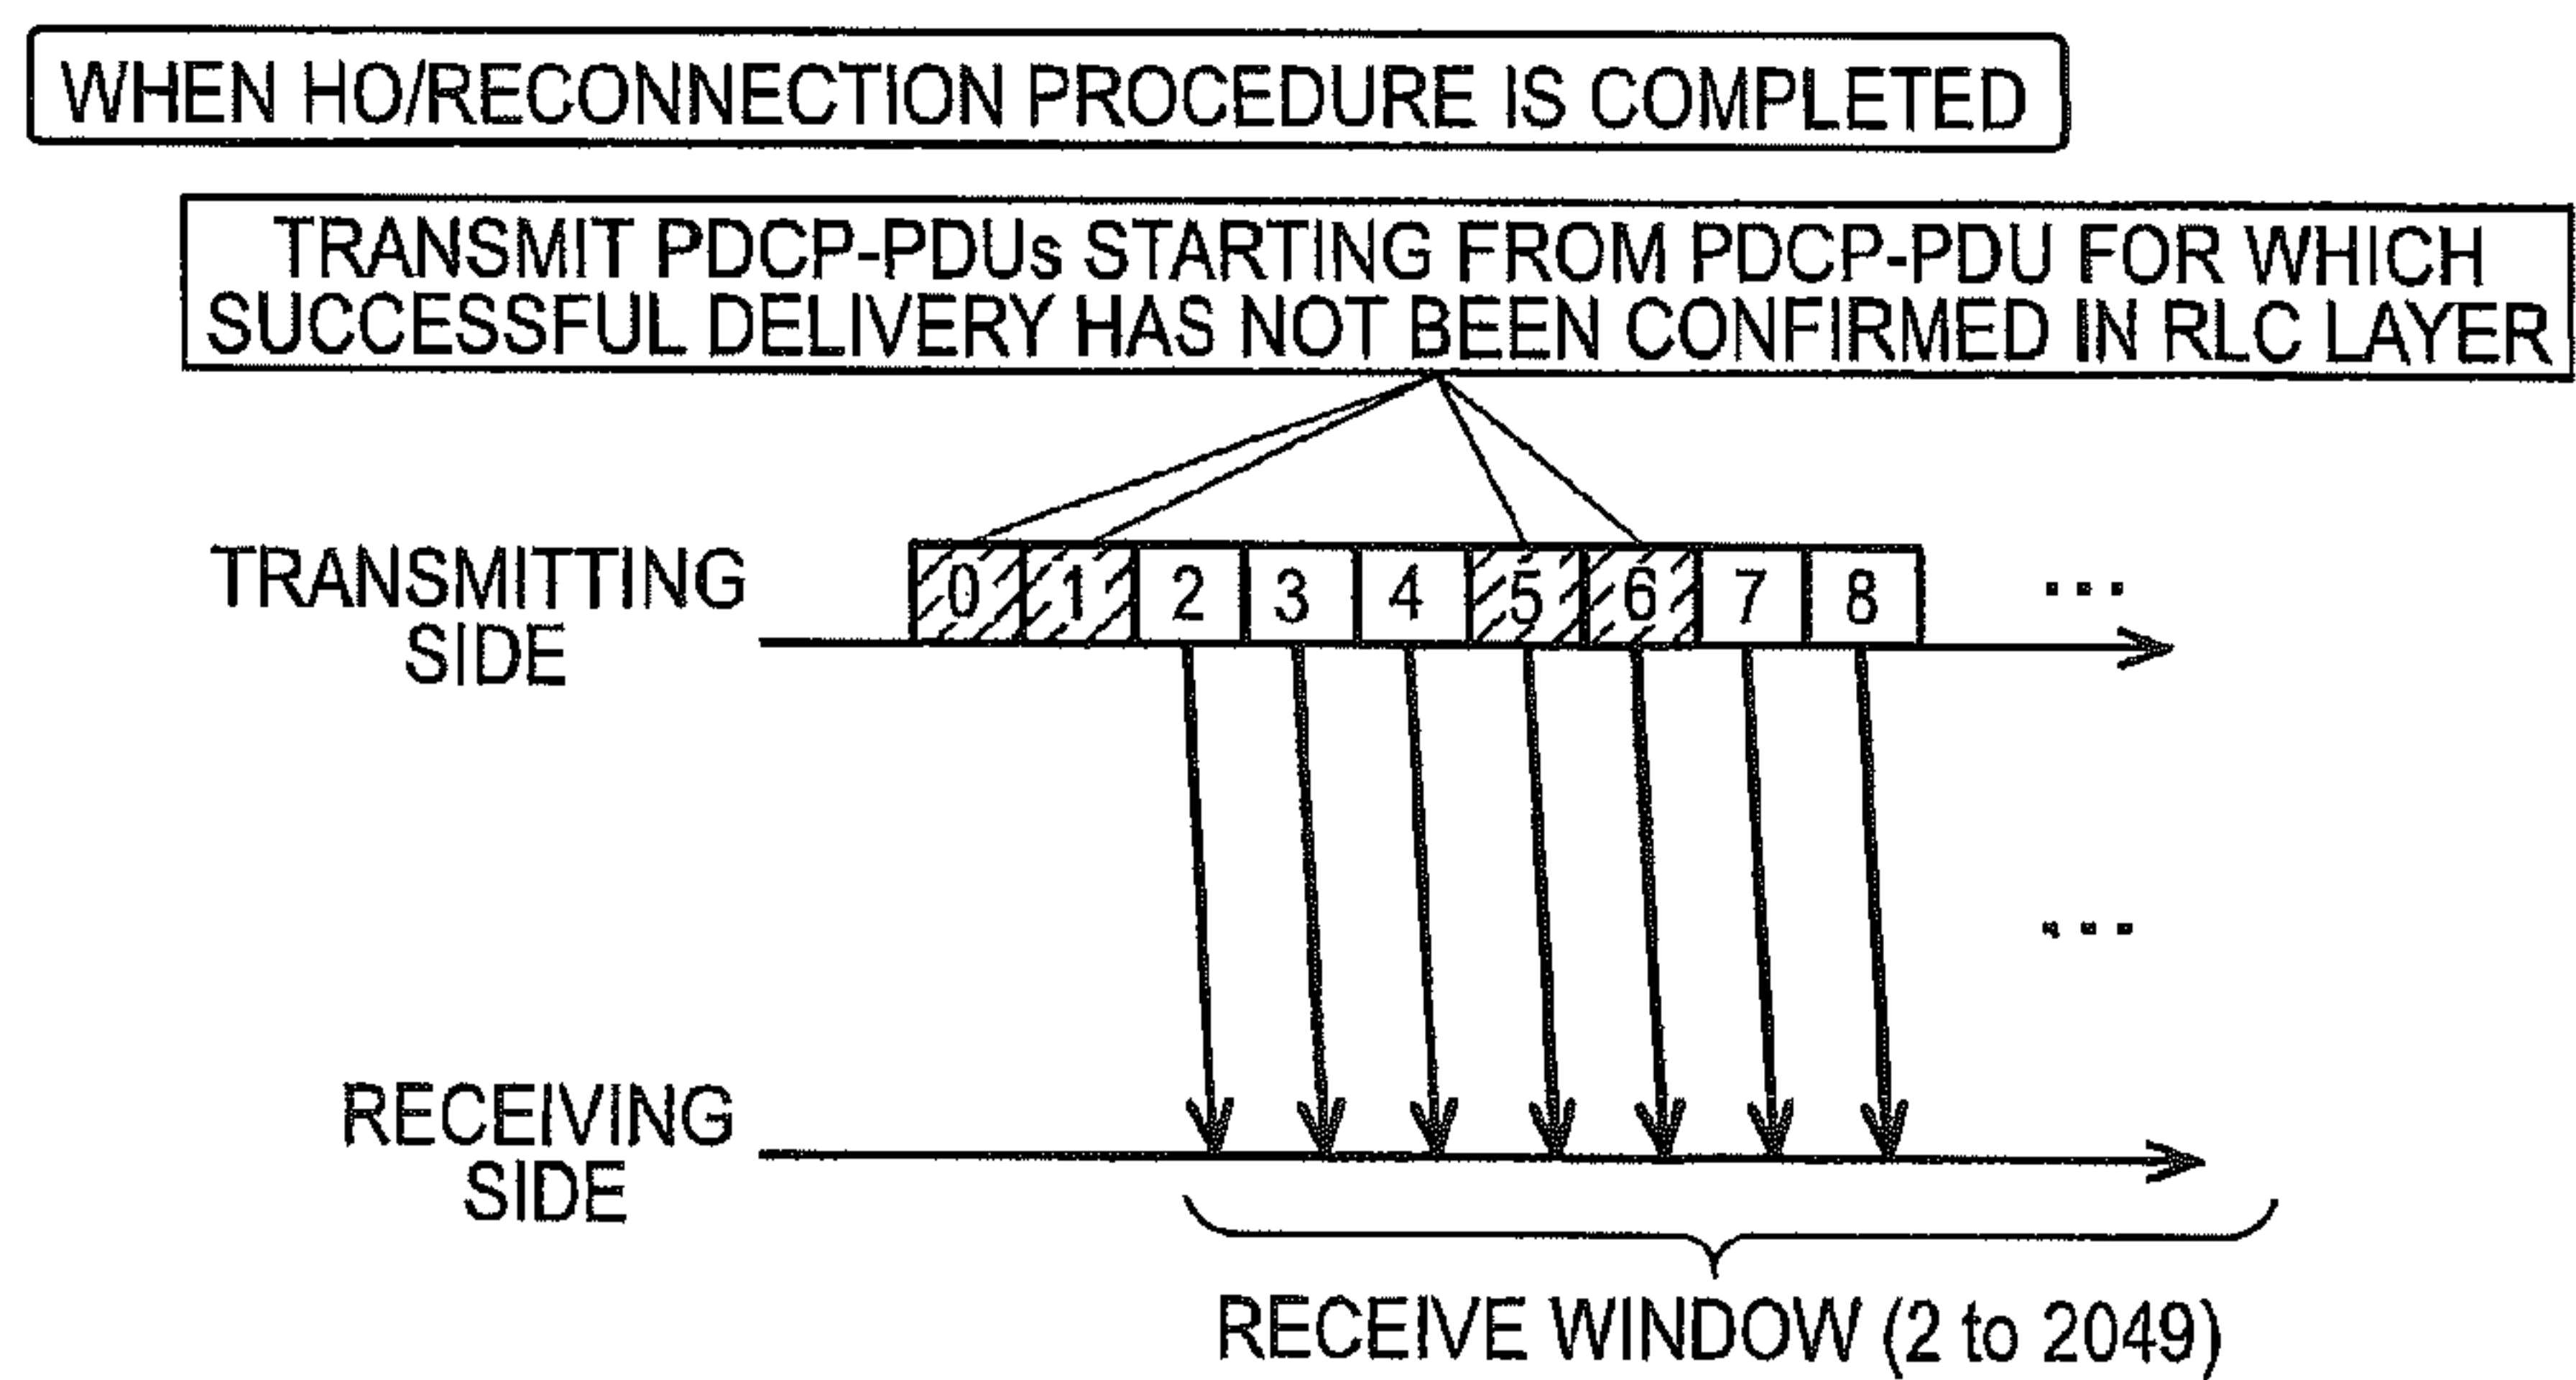 WHEN HO/RECONNECTION PROCEDURE IS COMPLETED
TRANSMIT PDCP-PDUs STARTING FROM PDCP-PDU FOR WHICH
SUCCESSFUL DELIVERY HAS NOT BEEN CONFIRMED IN RLC LAYER
TRANSMITTING
SIDE
0 1 2 3 4 5 6 7 8 ...
...
RECEIVING
SIDE
RECEIVE WINDOW (2 to 2049)